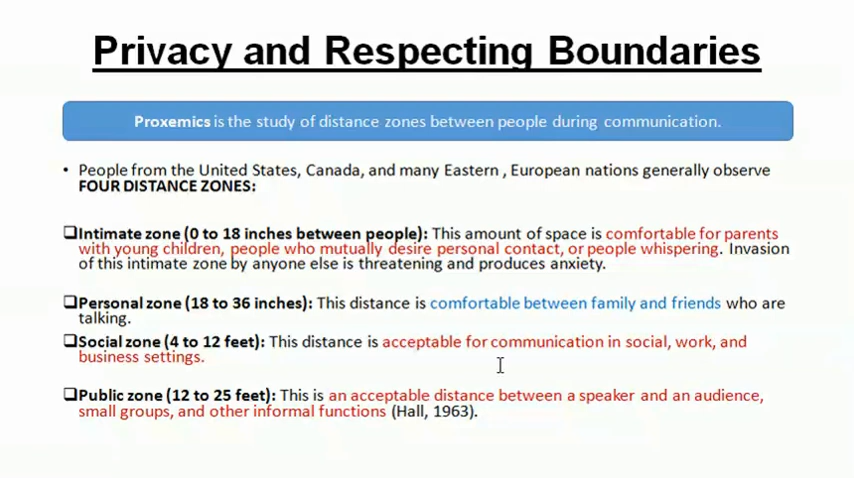 Privacy and Respecting Boundaries
Proxemics is the study of distance zones between people during communication.
• People from the United States, Canada, and many Eastern , European nations generally observe
FOUR DISTANCE ZONES:
❑Intimate zone (0 to 18 inches between people): This amount of space is comfortable for parents
with young children, people who mutually desire personal contact, or people whispering. Invasion
of this intimate zone by anyone else is threatening and produces anxiety.
❑Personal zone (18 to 36 inches): This distance is comfortable between family and friends who are
talking.
❑Social zone (4 to 12 feet): This distance is acceptable for communication in social, work, and
business settings.
❑Public zone (12 to 25 feet): This is an acceptable distance between a speaker and an audience,
small groups, and other informal functions (Hall, 1963).